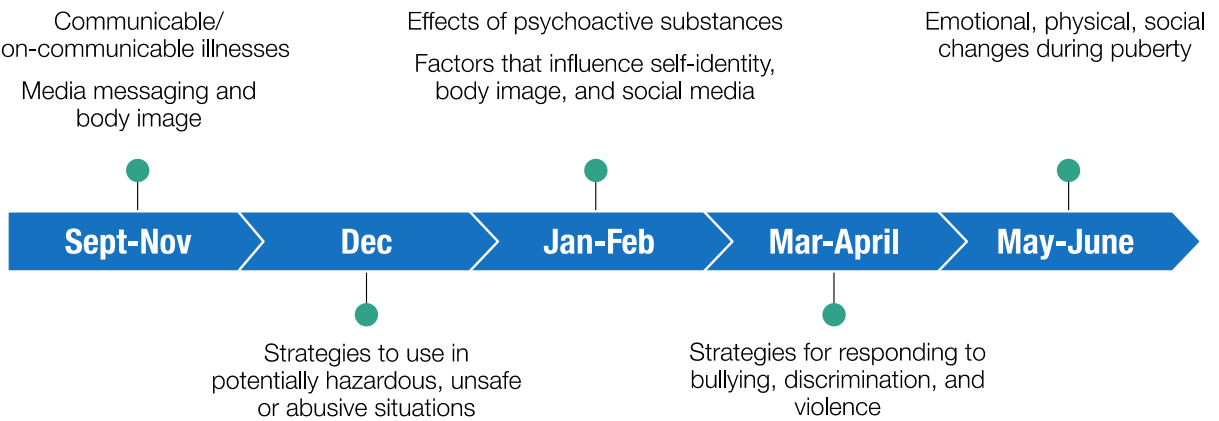 Communicable/
on-communicable illnesses
Media messaging and
body image
Effects of psychoactive substances
Factors that influence self-identity,
body image, and social media
Emotional, physical, social
changes during puberty
Sept-Nov
Dec
Jan-Feb
Mar-April
May-June
Strategies to use in
potentially hazardous, unsafe
or abusive situations
Strategies for responding to
bullying, discrimination, and
violence